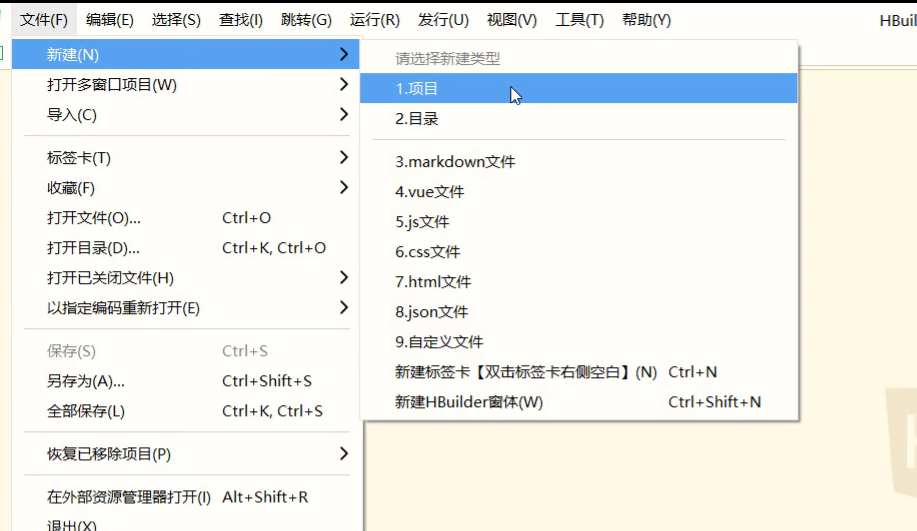 文件(F) 编辑(E) 选择(S) 查找(I) 跳转(G) 运行(R) 发行(U) 视图(V) 工具(T) 帮助(Y)
新建(N)
打开多窗口项目(W)
导入(C)
标签卡(T)
收藏(F)
打开文件(O)... Ctrl+O
打开目录(D)... Ctrl+K, Ctrl+O
打开已关闭文件(H)
以指定编码重新打开(E)
保存(S) Ctrl+S
另存为(A)... Ctrl+Shift+S
全部保存(L) Ctrl+K, Ctrl+S
恢复已移除项目(P)
在外部资源管理器打开(I) Alt+Shift+R
退出(X)
请选择新建类型
1.项目
2.目录
3.markdown文件
4.vue文件
5.js文件
6.css文件
7.html文件
8.json文件
9.自定义文件
新建标签卡【双击标签卡右侧空白】(N) Ctrl+N
新建HBuilder窗体(W) Ctrl+Shift+N